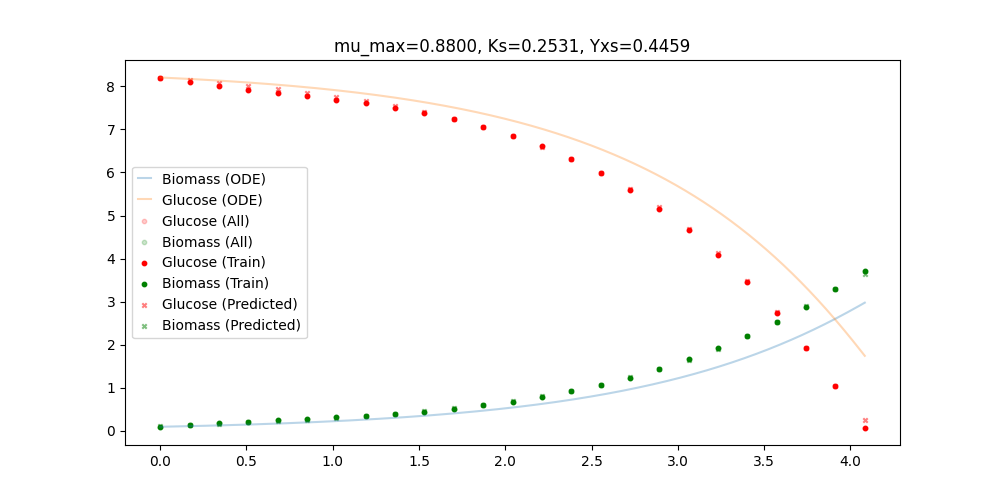 mu_max=0.8800, Ks=0.2531, Yxs=0.4459
8
7
6
5
4
3
2
1
0
Biomass (ODE)
Glucose (ODE)
Glucose (All)
Biomass (All)
Glucose (Train)
Biomass (Train)
Glucose (Predicted)
Biomass (Predicted)
0.0 0.5 1.0 1.5 2.0 2.5 3.0 3.5 4.0